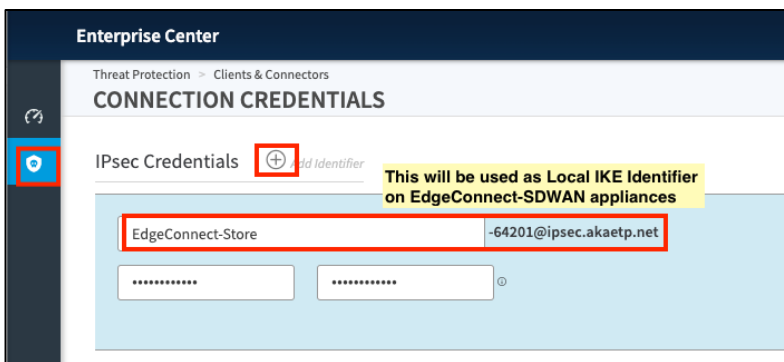 Enterprise Center
Threat Protection > Clients & Connectors
CONNECTION CREDENTIALS
IPsec Credentials Add Identifier
This will be used as Local IKE Identifier
on EdgeConnect-SDWAN appliances
EdgeConnect-Store -64201@ipsec.akaetp.net
•••••••••••• ••••••••••••